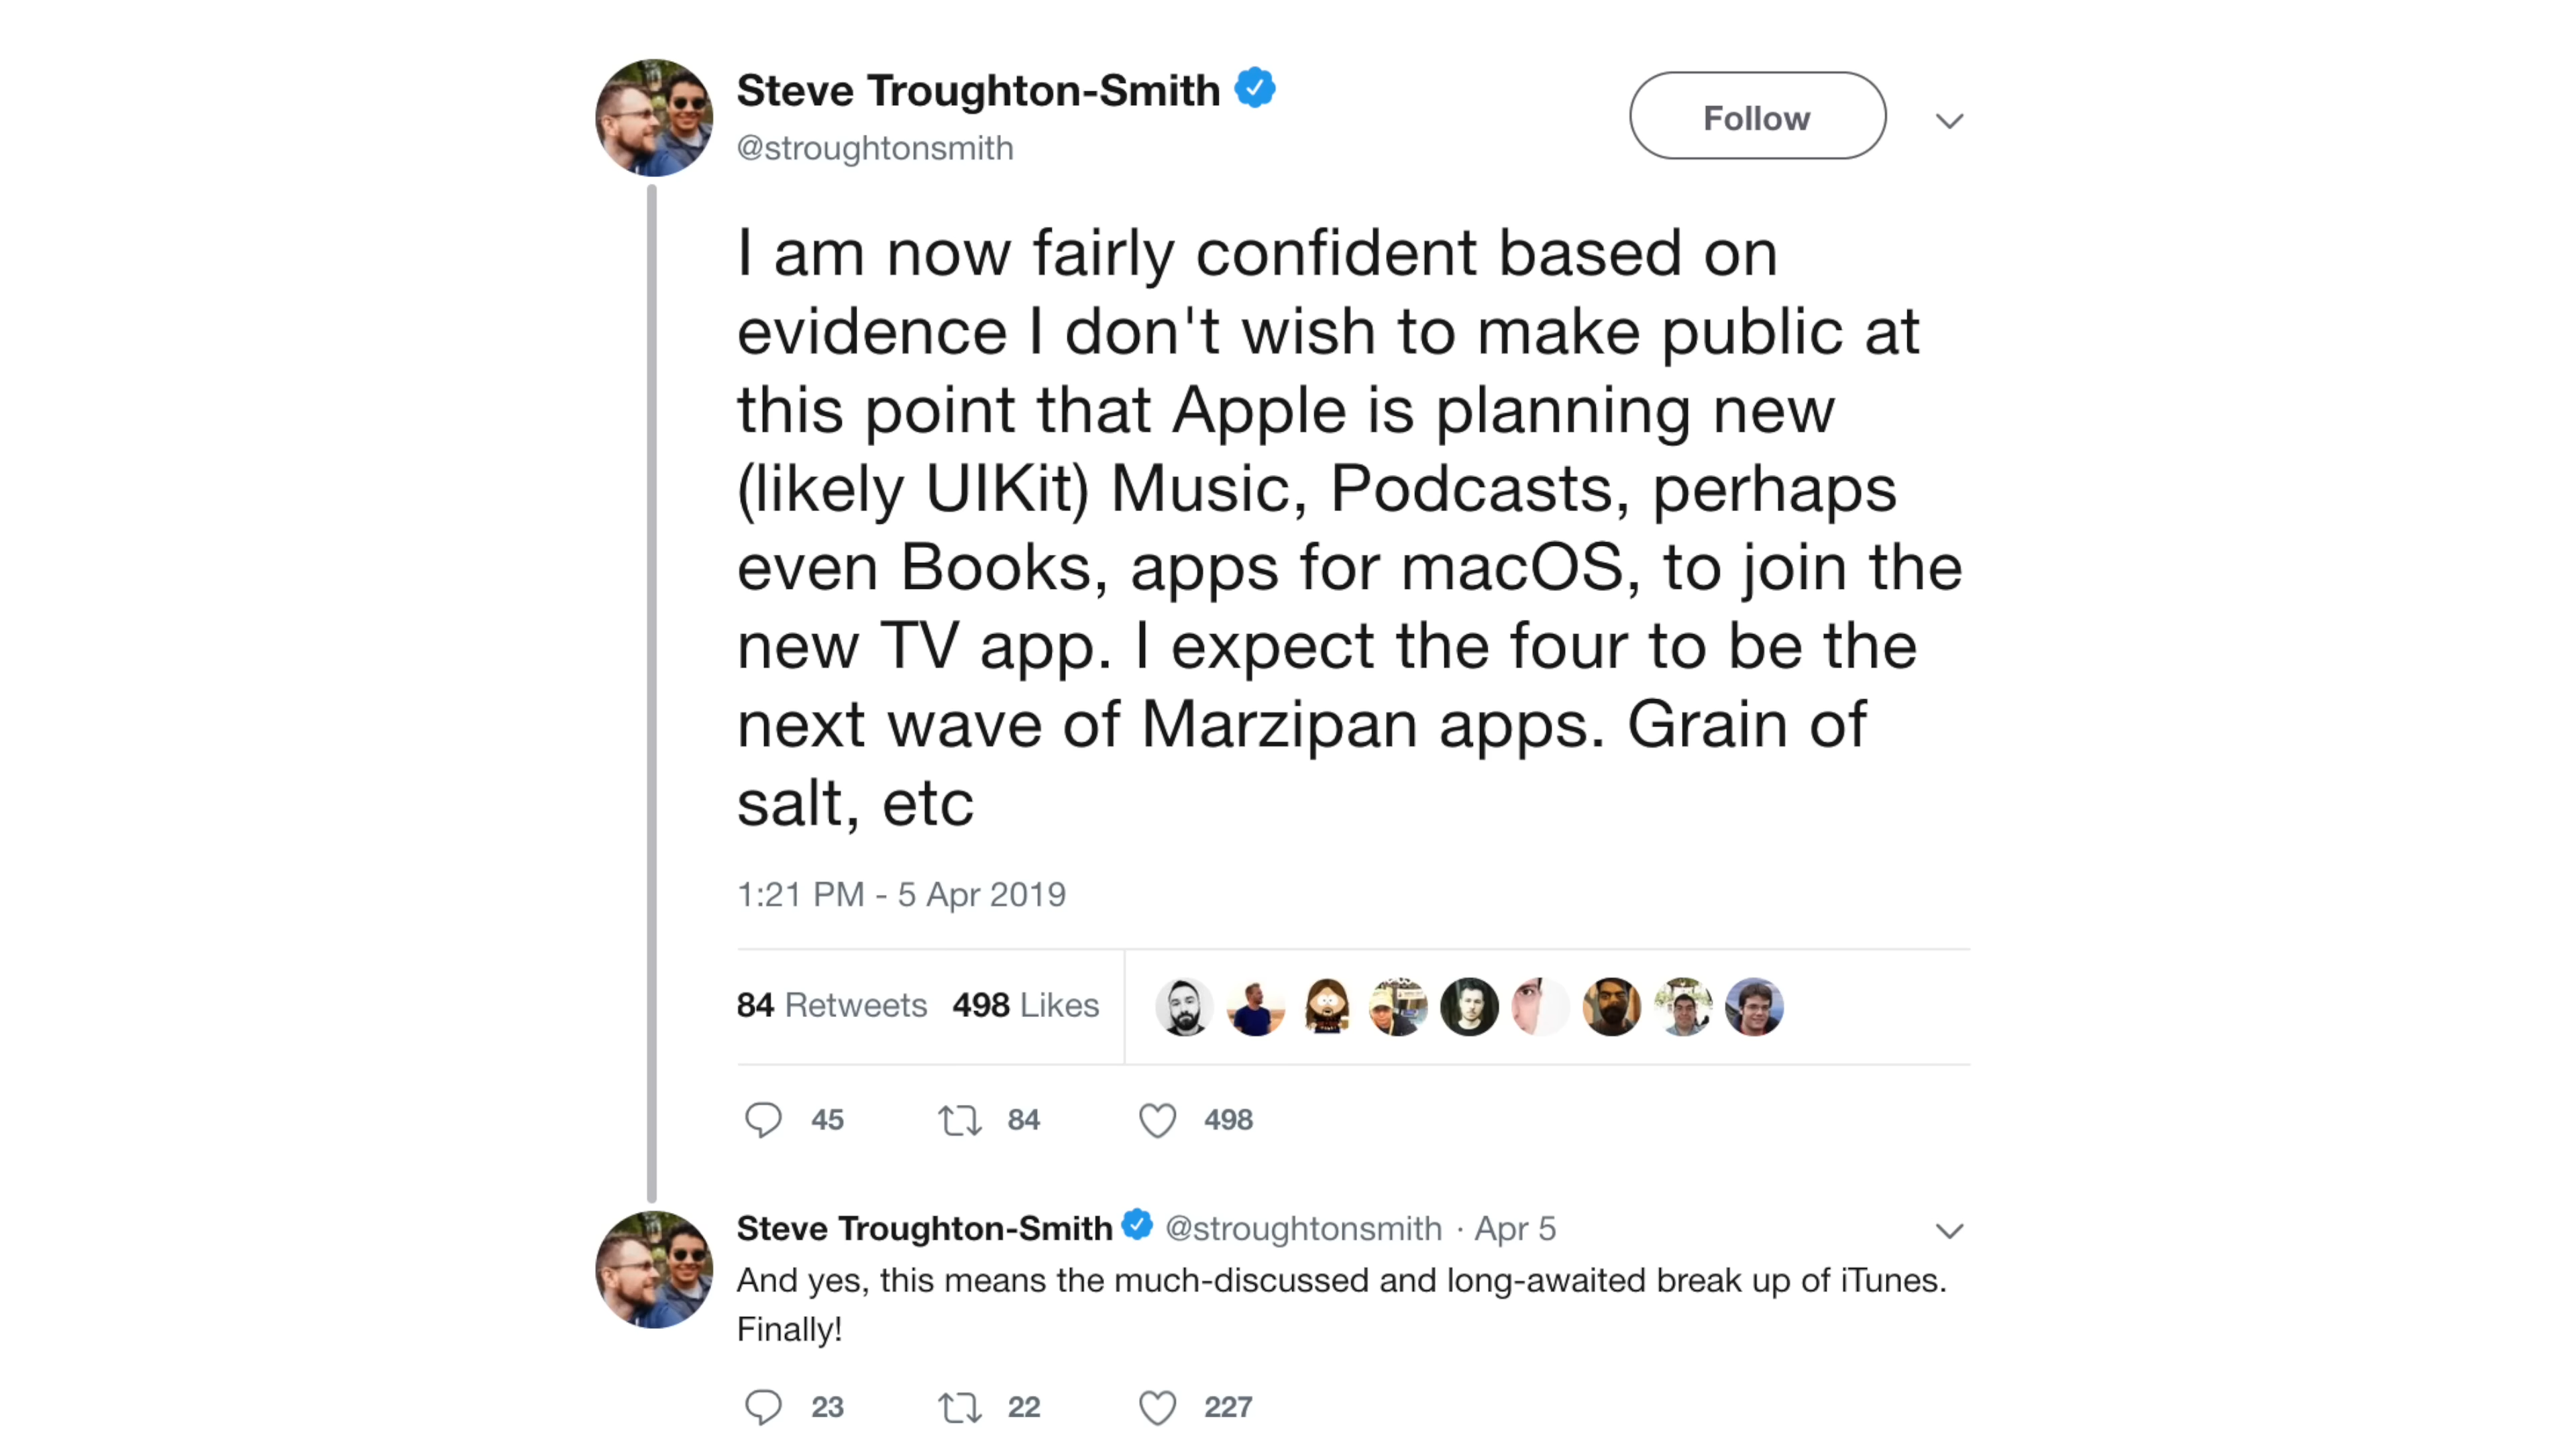 Steve Troughton-Smith
@stroughtonsmith
Follow
I am now fairly confident based on
evidence I don't wish to make public at
this point that Apple is planning new
(likely UIKit) Music, Podcasts, perhaps
even Books, apps for macOS, to join the
new TV app. I expect the four to be the
next wave of Marzipan apps. Grain of
salt, etc
1:21 PM - 5 Apr 2019
84 Retweets 498 Likes
45 84 498
Steve Troughton-Smith @stroughtonsmith · Apr 5
And yes, this means the much-discussed and long-awaited break up of iTunes.
Finally!
23 22 227